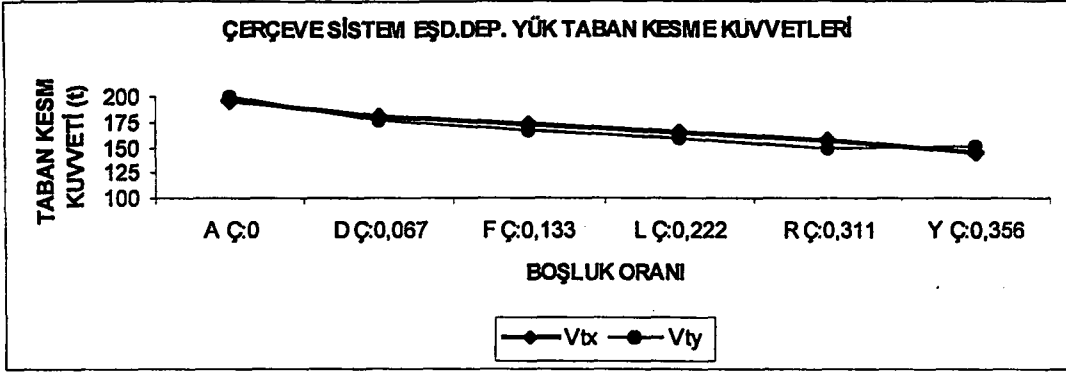 ÇERÇEVE SİSTEM EŞD.DEP. YÜK TABAN KESME KUVVETLERİ
TABAN KESM
KUVVETİ (t)
200
175
150
125
100
A Ç:0
D Ç:0,067
F Ç:0,133
L Ç:0,222
R Ç:0,311
Y Ç:0,356
BOŞLUK ORANI
Vtx
Vty